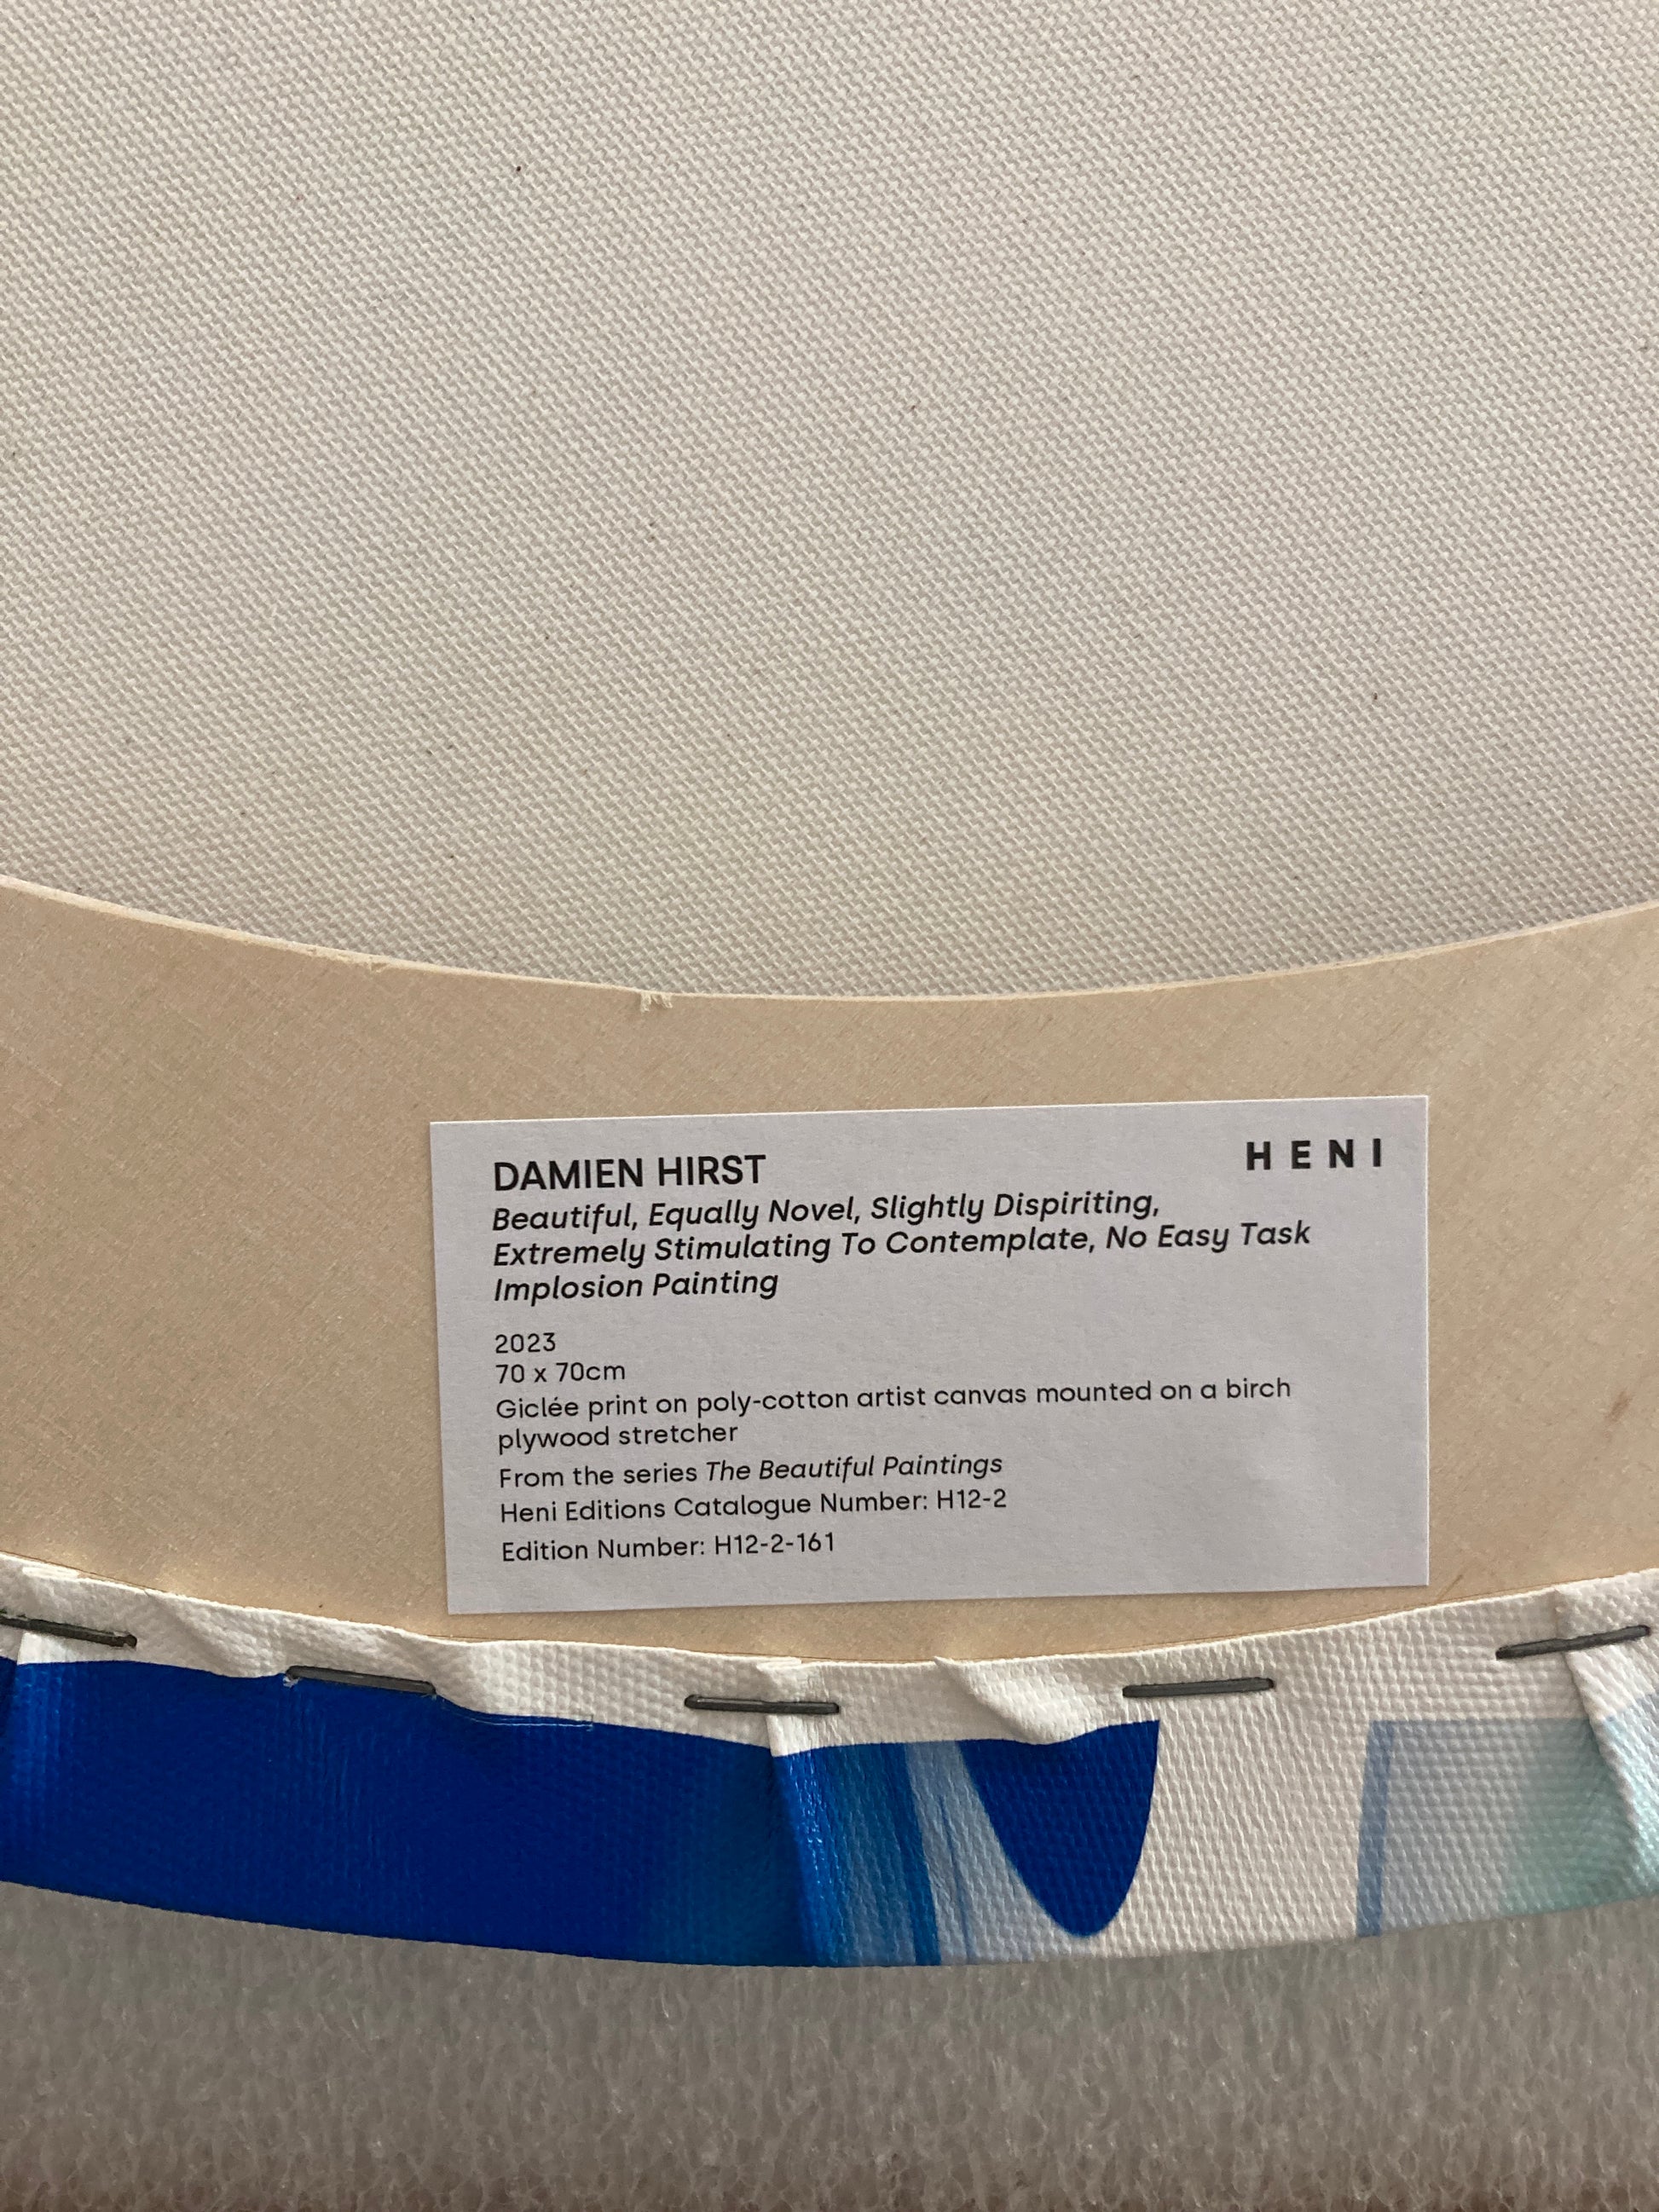 DAMIEN HIRST
HENI
Beautiful, Equally Novel, Slightly Dispiriting,
Extremely Stimulating To Contemplate, No Easy Task
Implosion Painting
2023
70 x 70cm
Giclée print on poly-cotton artist canvas mounted on a birch
plywood stretcher
From the series The Beautiful Paintings
Heni Editions Catalogue Number: H12-2
Edition Number: H12-2-161